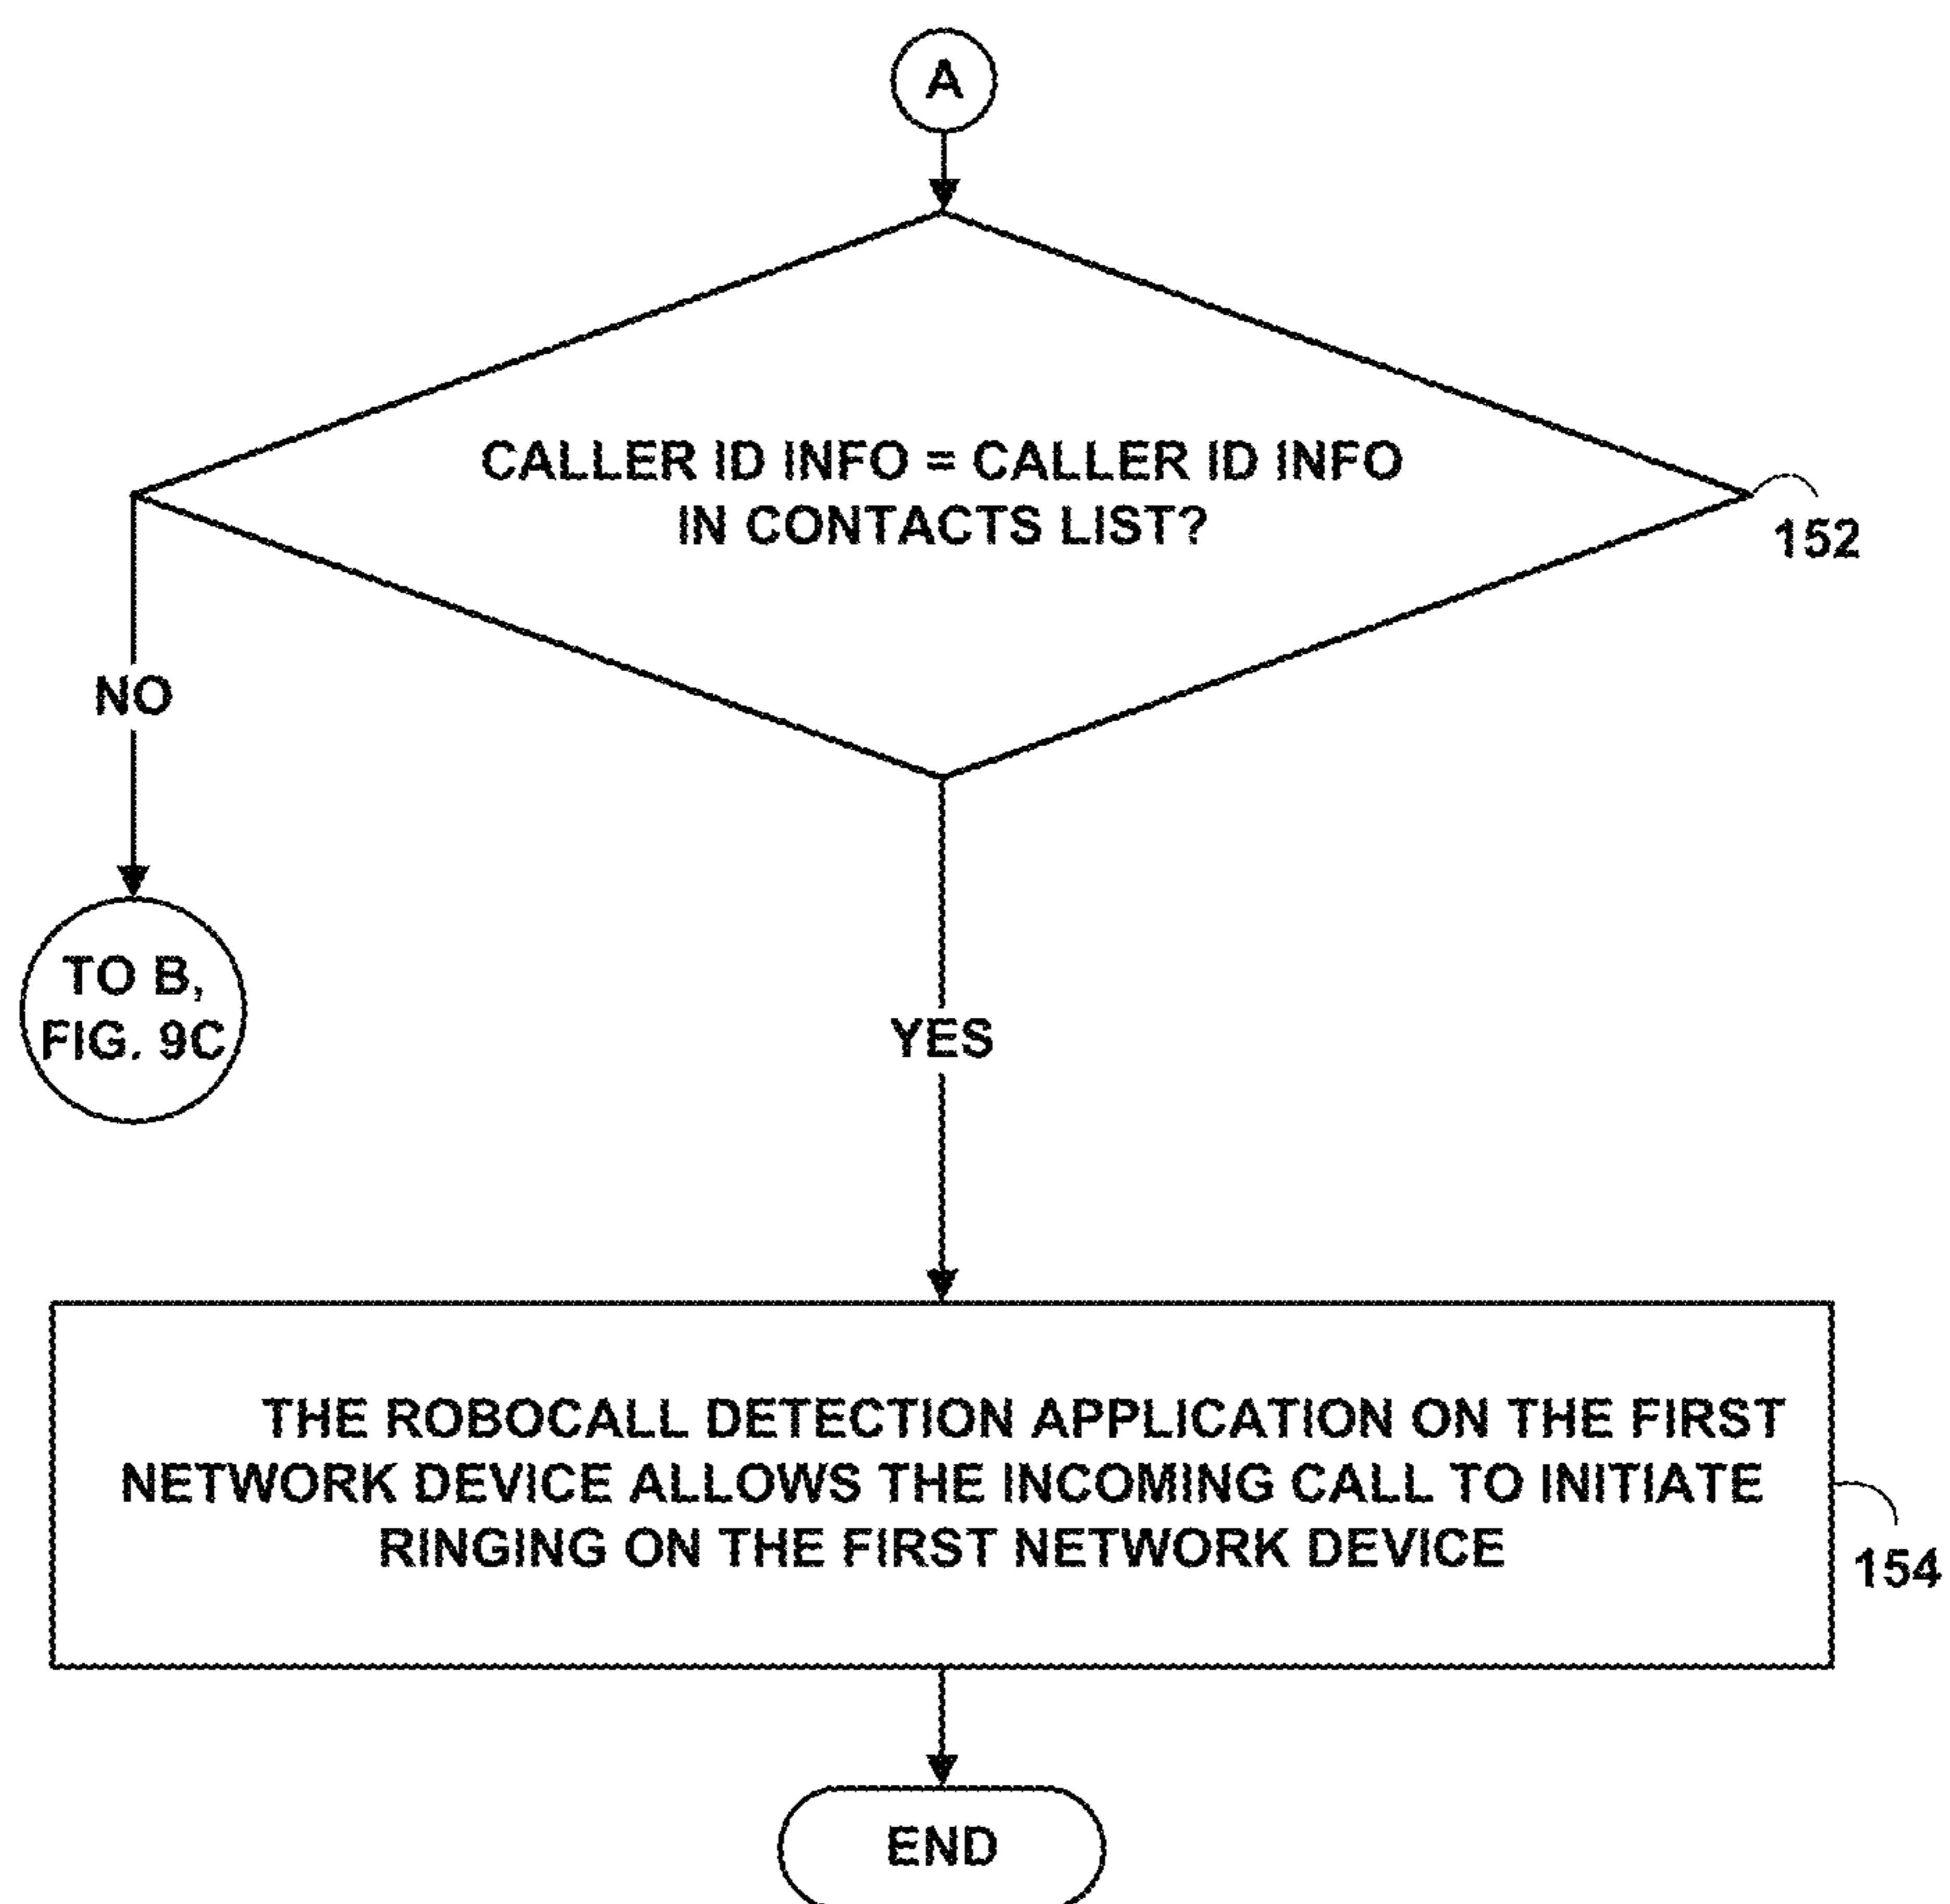 A
CALLER ID INFO = CALLER ID INFO
IN CONTACTS LIST?
152
NO
TO B,
FIG. 9C
YES
THE ROBOCALL DETECTION APPLICATION ON THE FIRST
NETWORK DEVICE ALLOWS THE INCOMING CALL TO INITIATE
RINGING ON THE FIRST NETWORK DEVICE
154
END